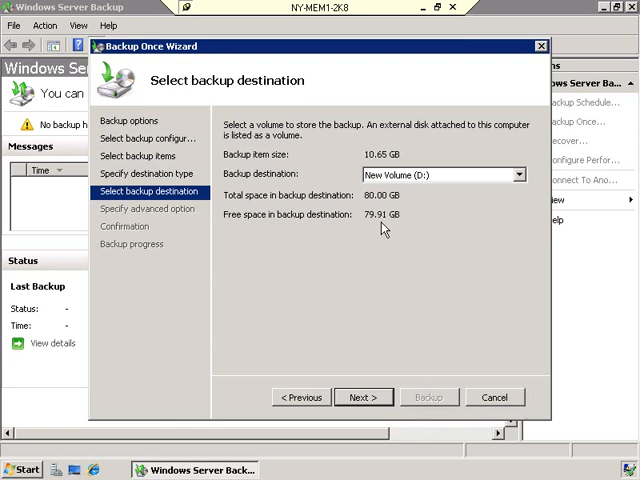 Windows Server Backup
NY-MEM1-2K8
File Action View Help
Windows Se
You can
No backup h
Messages
Time
Status
Last Backup
Status: -
Time: -
View details
Backup Once Wizard
Select backup destination
Backup options
Select backup configur...
Select backup items
Specify destination type
Select backup destination
Specify advanced option
Confirmation
Backup progress
Select a volume to store the backup. An external disk attached to this computer
is listed as a volume.
Backup item size: 10.65 GB
Backup destination: New Volume (D:)
Total space in backup destination: 80.00 GB
Free space in backup destination: 79.91 GB
< Previous
Next >
Backup
Cancel
ns
ows Server Ba...
ackup Schedule...
ackup Once...
ecover...
onfigure Perfor...
onnect To Ano...
ew
elp
Start
Windows Server Back...